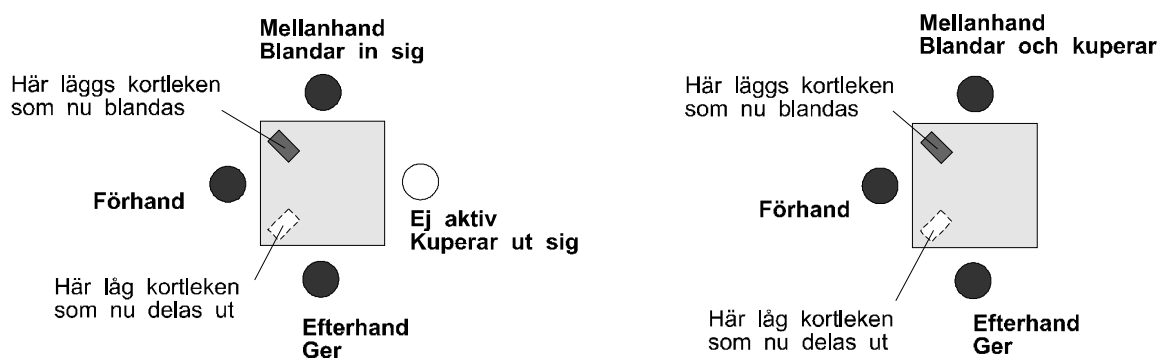 Mellanhand
Blandar in sig
Här läggs kortleken
som nu blandas
Förhand
Ej aktiv
Kuperar ut sig
Här låg kortleken
som nu delas ut
Efterhand
Ger
Mellanhand
Blandar och kuperar
Här läggs kortleken
som nu blandas
Förhand
Här låg kortleken
som nu delas ut
Efterhand
Ger